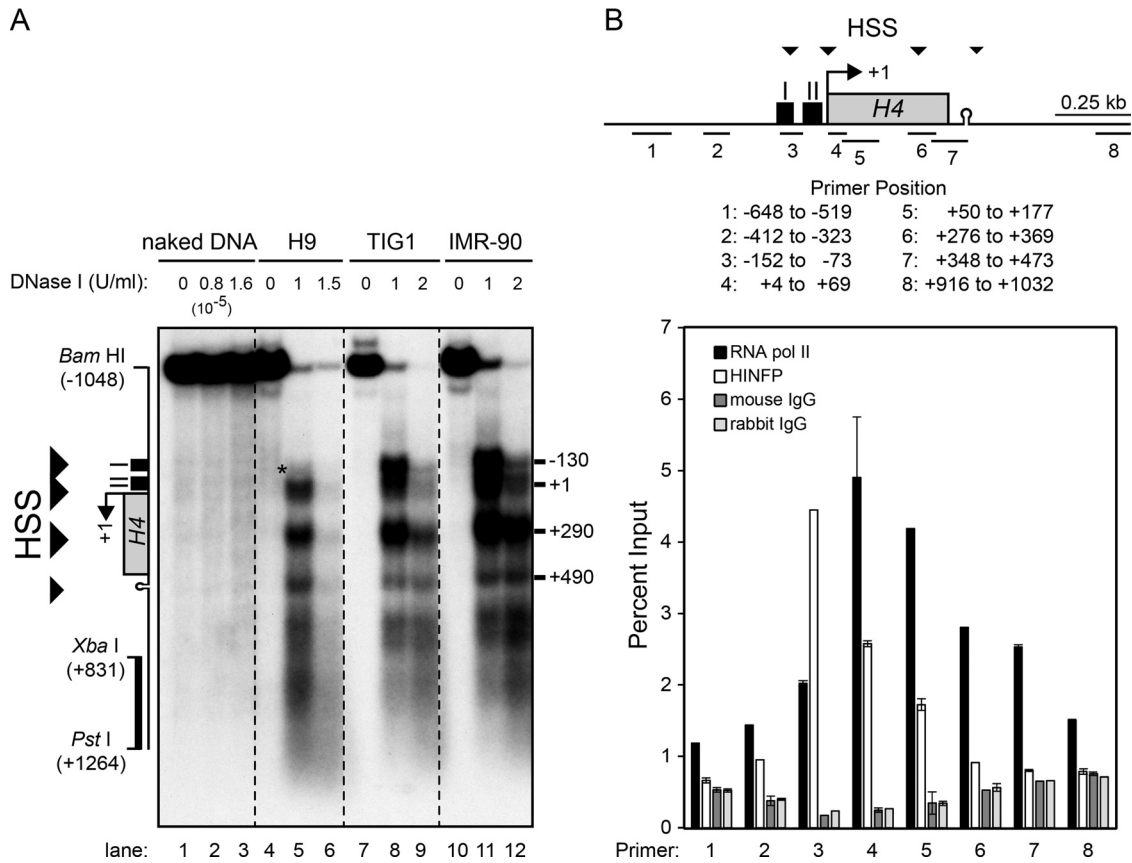 A
naked DNA H9 TIG1 IMR-90
DNase I (U/ml): 0 0.8 1.6 0 1 1.5 0 1 2 0 1 2
(10-5)
Bam HI
(-1048)
HSS
I
II
+1
H4
Xba I
(+831)
Pst I
(+1264)
*
-130
+1
+290
+490
lane: 1 2 3 4 5 6 7 8 9 10 11 12
B
HSS
I II +1
H4
0.25 kb
1 2 3 4 5 6 7 8
Primer Position
1: -648 to -519 5: +50 to +177
2: -412 to -323 6: +276 to +369
3: -152 to -73 7: +348 to +473
4: +4 to +69 8: +916 to +1032
Percent Input
7
6
5
4
3
2
1
0
RNA pol II
HINFP
mouse IgG
rabbit IgG
Primer: 1 2 3 4 5 6 7 8